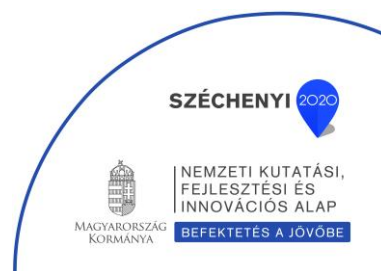 SZÉCHENYI 2020
NEMZETI KUTATÁSI,
FEJLESZTÉSI ÉS
INNOVÁCIÓS ALAP
MAGYARORSZÁG
KORMÁNYA
BEFEKTETÉS A JÖVŐBE